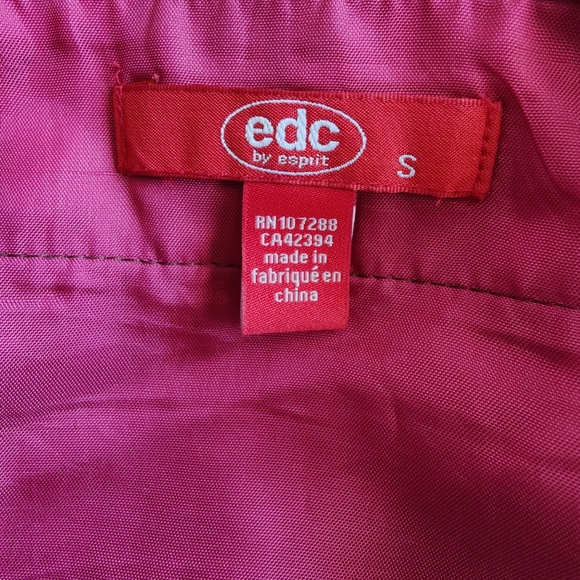 edc
by esprit
S
RN107288
CA42394
made in
fabriqué en
china